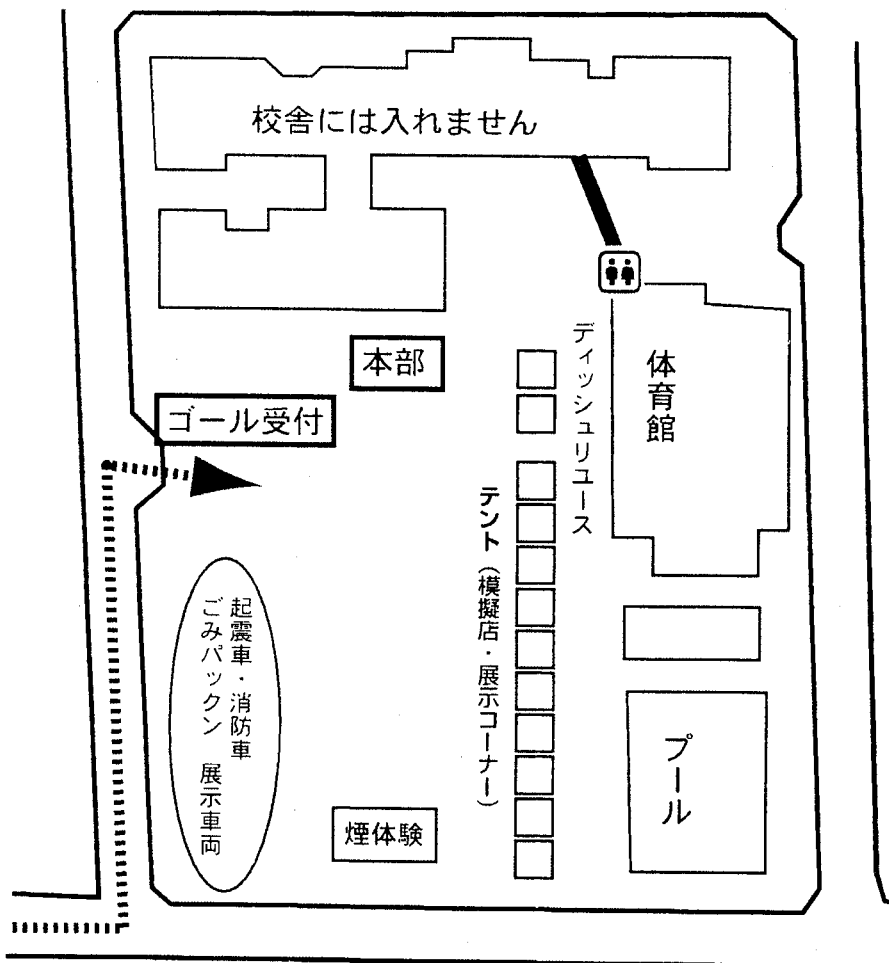 校舎には入れません
本部
ゴール受付
ディッシュリユース
体育館
テント（模擬店・展示コーナー）
起震車・消防車
ごみパックン　展示車両
煙体験
プール